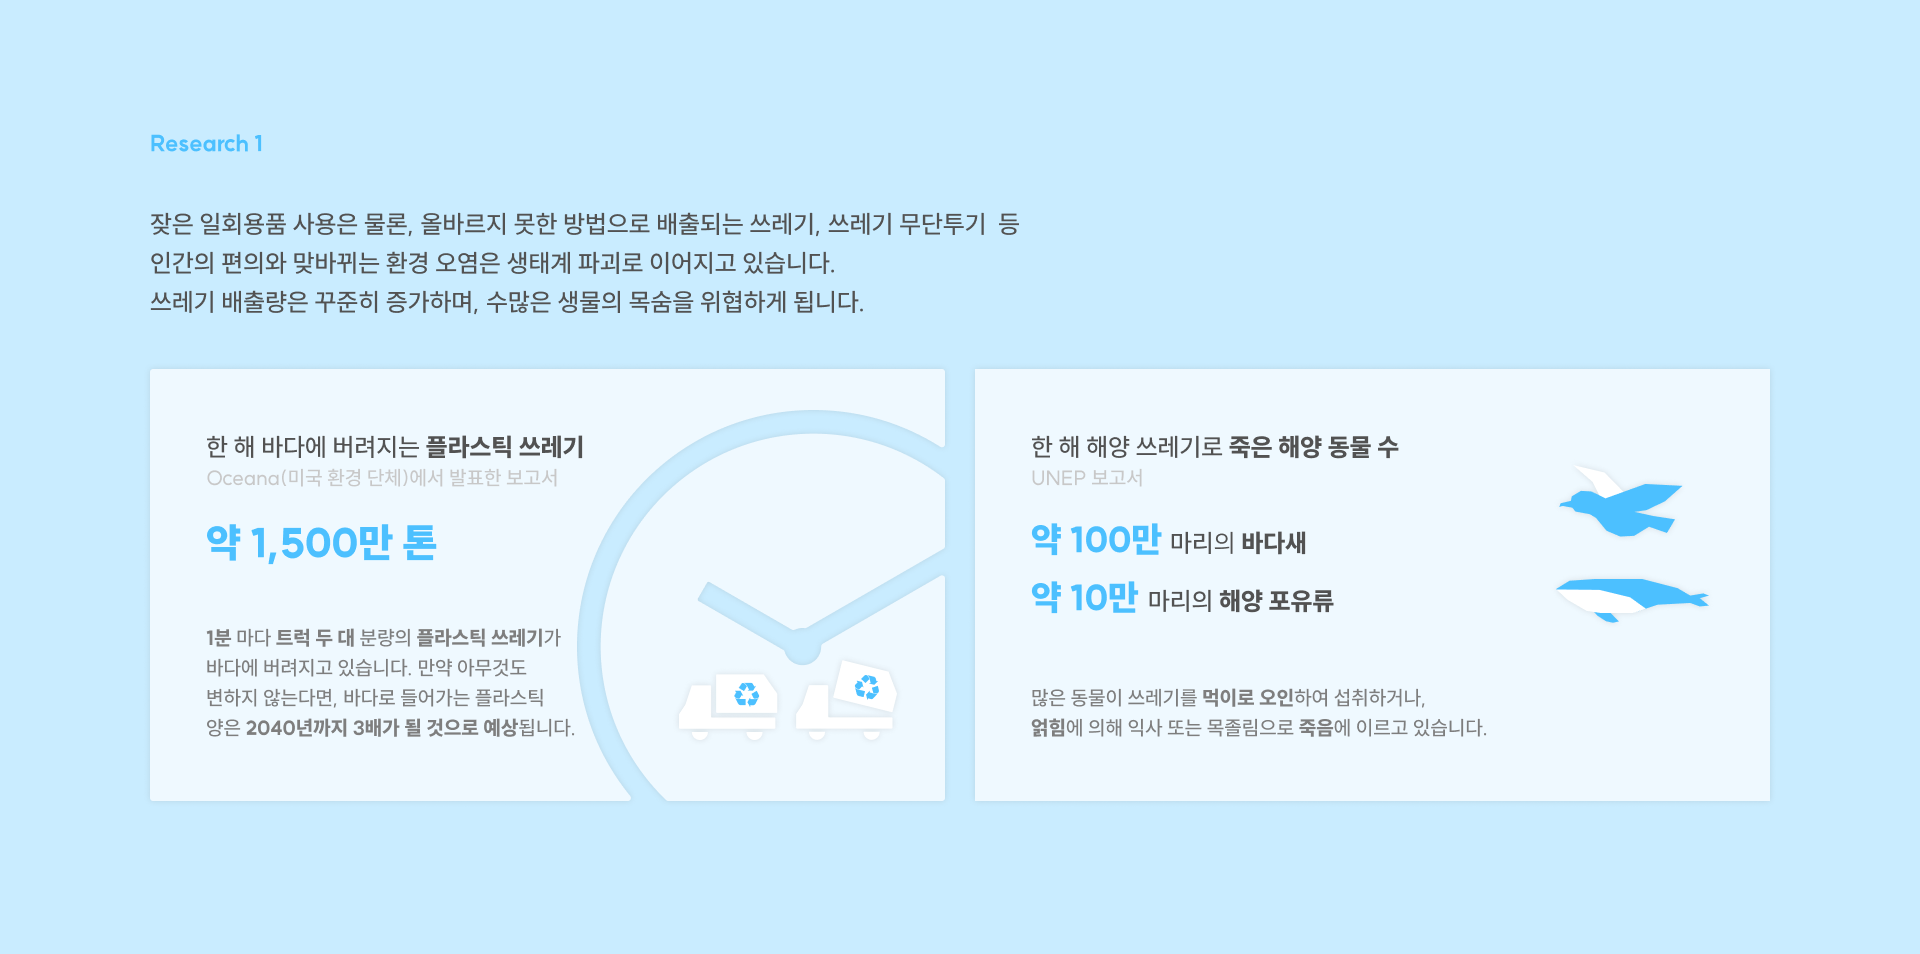 Research 1
잦은 일회용품 사용은 물론, 올바르지 못한 방법으로 배출되는 쓰레기, 쓰레기 무단투기 등
인간의 편의와 맞바뀌는 환경 오염은 생태계 파괴로 이어지고 있습니다.
쓰레기 배출량은 꾸준히 증가하며, 수많은 생물의 목숨을 위협하게 됩니다.
한 해 바다에 버려지는 플라스틱 쓰레기
Oceana(미국 환경 단체)에서 발표한 보고서
약 1,500만 톤
1분 마다 트럭 두 대 분량의 플라스틱 쓰레기가
바다에 버려지고 있습니다. 만약 아무것도
변하지 않는다면, 바다로 들어가는 플라스틱
양은 2040년까지 3배가 될 것으로 예상됩니다.
한 해 해양 쓰레기로 죽은 해양 동물 수
UNEP 보고서
약 100만 마리의 바다새
약 10만 마리의 해양 포유류
많은 동물이 쓰레기를 먹이로 오인하여 섭취하거나,
얽힘에 의해 익사 또는 목졸림으로 죽음에 이르고 있습니다.